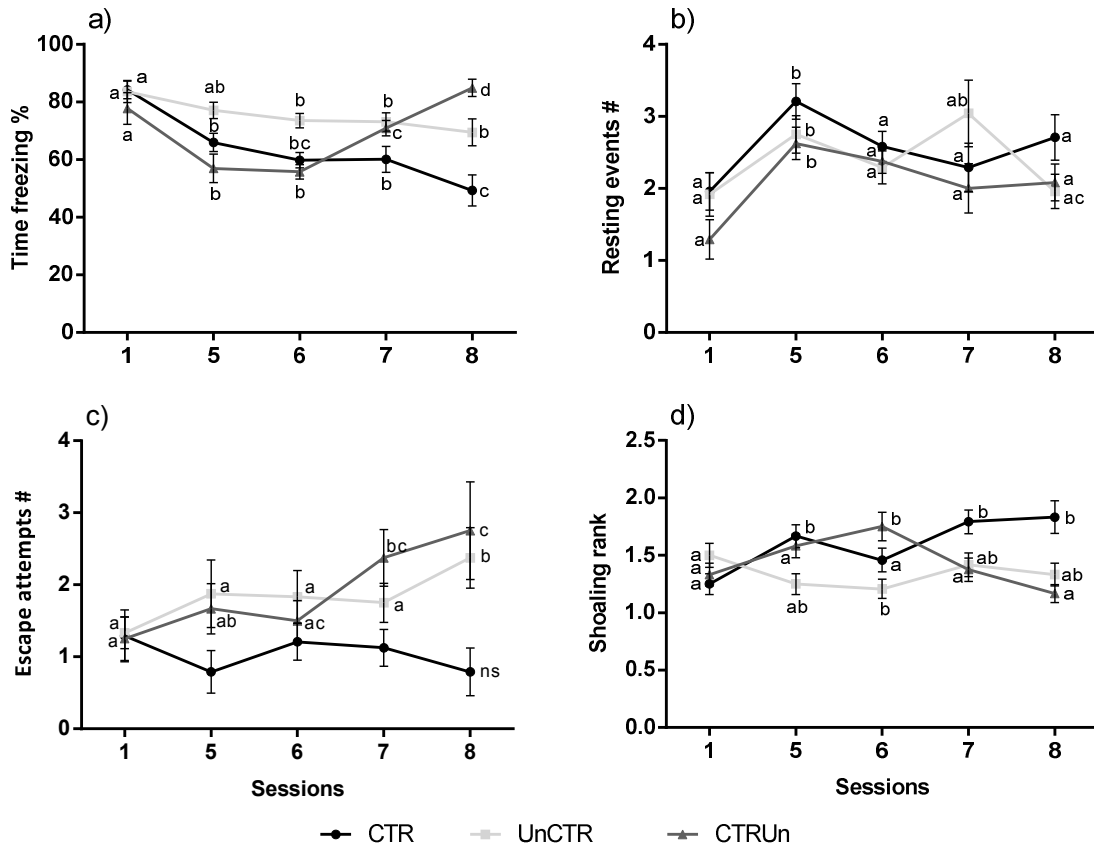 a)
Time freezing %
100
80
60
40
20
0
a
a
a
ab
b
b
b
bc
b
b
c
b
d
b
c
1 5 6 7 8
b)
Resting events #
4
3
2
1
0
a
a
a
b
b
b
a
a
a
ab
a
a
a
a
ac
1 5 6 7 8
c)
Escape attempts #
4
3
2
1
0
a
a
a
ab
a
ac
bc
a
c
b
ns
1 5 6 7 8
Sessions
d)
Shoaling rank
2.5
2.0
1.5
1.0
0.5
0.0
a
a
a
b
a
ab
b
a
b
b
ab
a
b
ab
a
1 5 6 7 8
Sessions
CTR UnCTR CTRUn